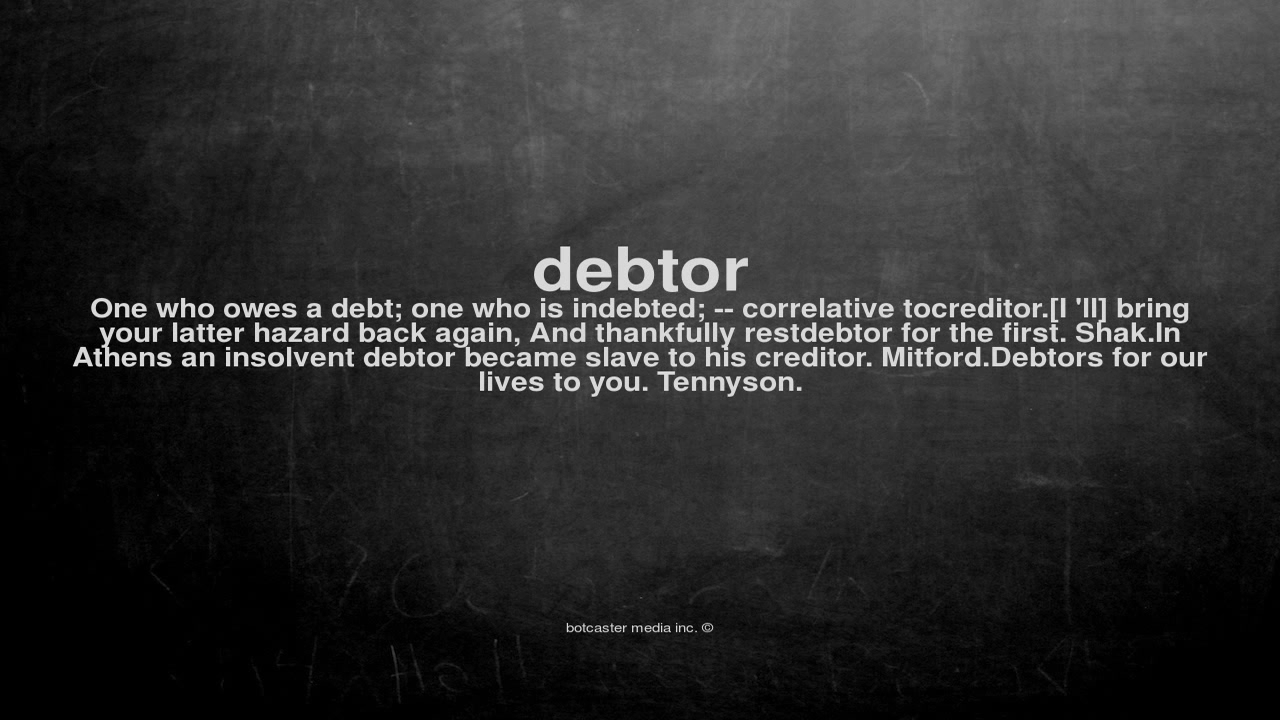 debtor
One who owes a debt; one who is indebted; -- correlative tocreditor.[I 'll] bring
your latter hazard back again, And thankfully restdebtor for the first. Shak.In
Athens an insolvent debtor became slave to his creditor. Mitford.Debtors for our
lives to you. Tennyson.
botcaster media inc. ©